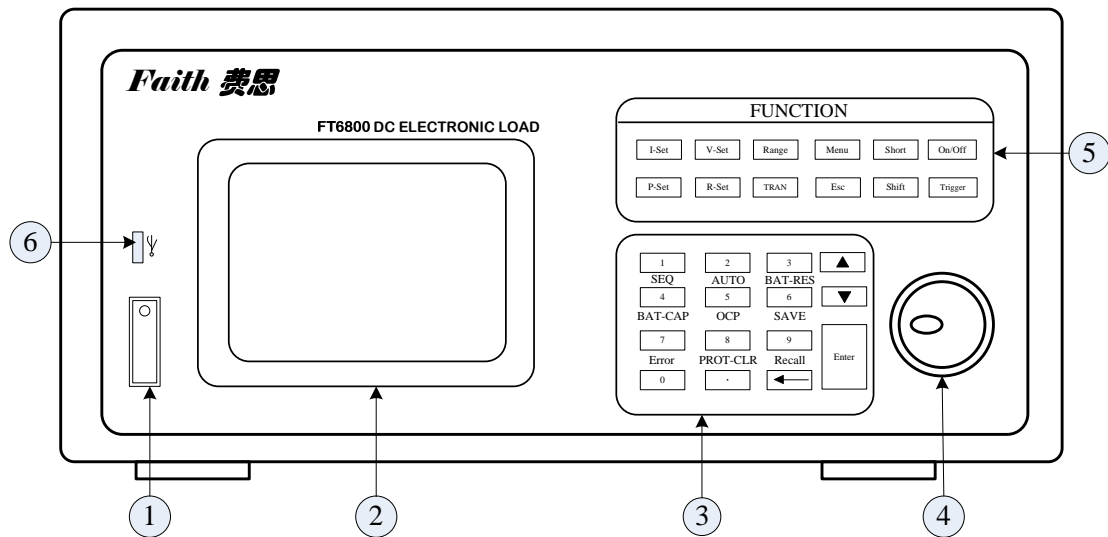 Faith 费思
FT6800 DC ELECTRONIC LOAD
FUNCTION
I-Set V-Set Range Menu Short On/Off
P-Set R-Set TRAN Esc Shift Trigger
5
6
1 2 3
SEQ AUTO BAT-RES
4 5 6
BAT-CAP OCP SAVE
7 8 9
Error PROT-CLR Recall
Enter
0 .
1 2 3 4